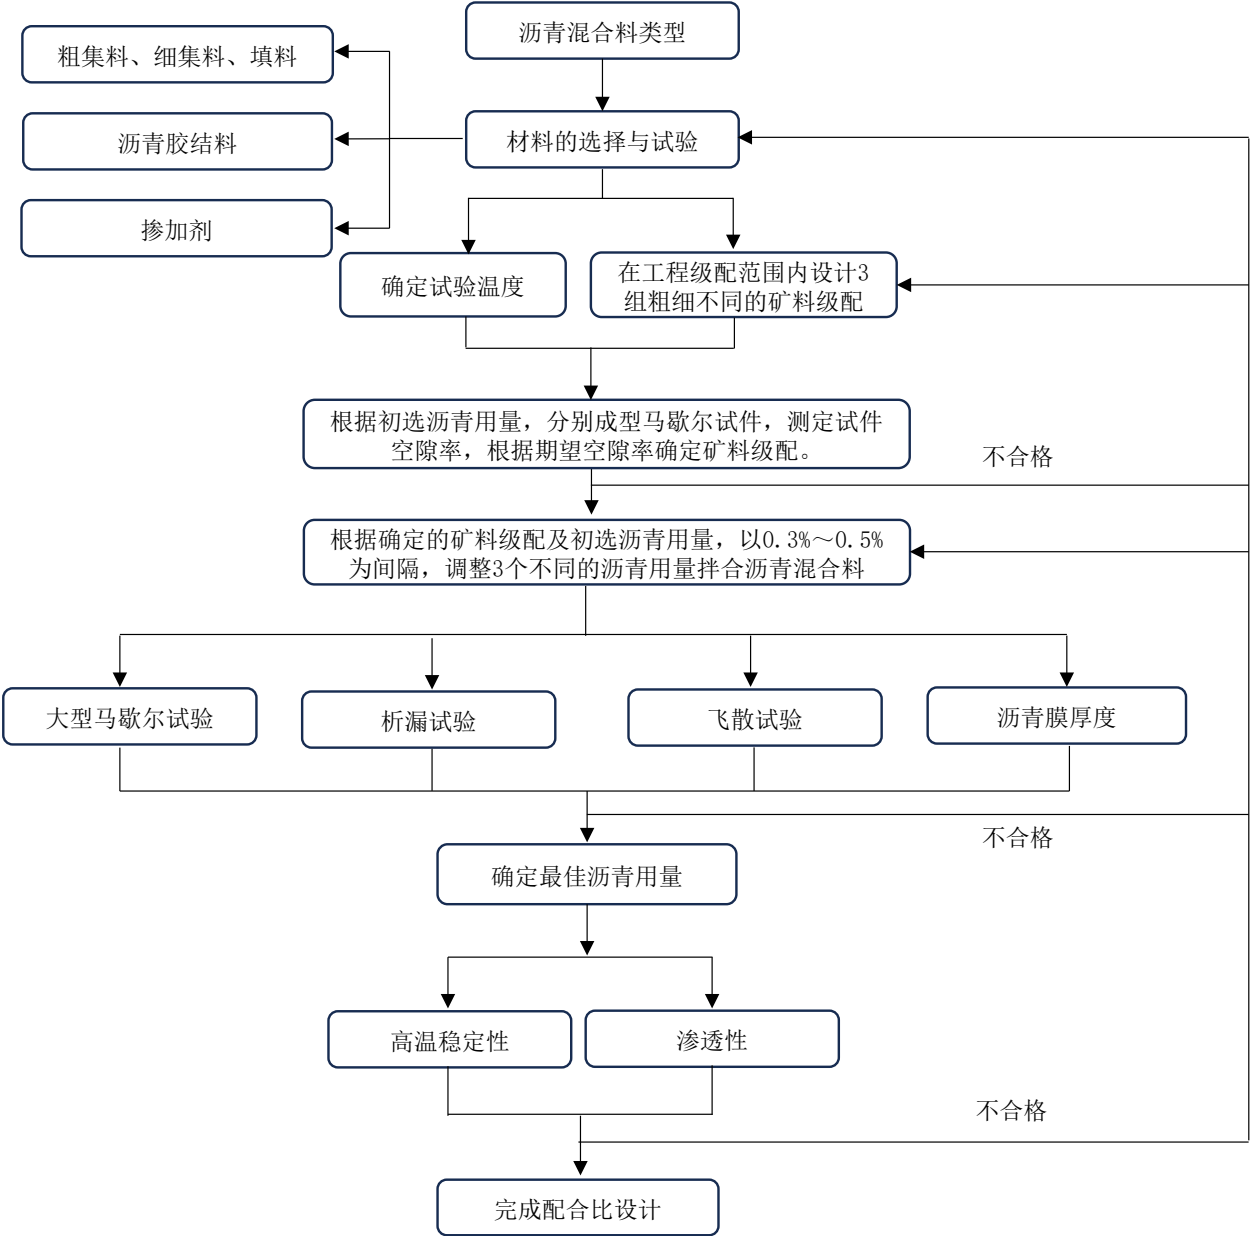 沥青混合料类型
粗集料、细集料、填料
材料的选择与试验
沥青胶结料
掺加剂
确定试验温度
在工程级配范围内设计3
组粗细不同的矿料级配
根据初选沥青用量，分别成型马歇尔试件，测定试件
空隙率，根据期望空隙率确定矿料级配。
不合格
根据确定的矿料级配及初选沥青用量，以0.3%～0.5%
为间隔，调整3个不同的沥青用量拌合沥青混合料
大型马歇尔试验
析漏试验
飞散试验
沥青膜厚度
不合格
确定最佳沥青用量
高温稳定性
渗透性
不合格
完成配合比设计